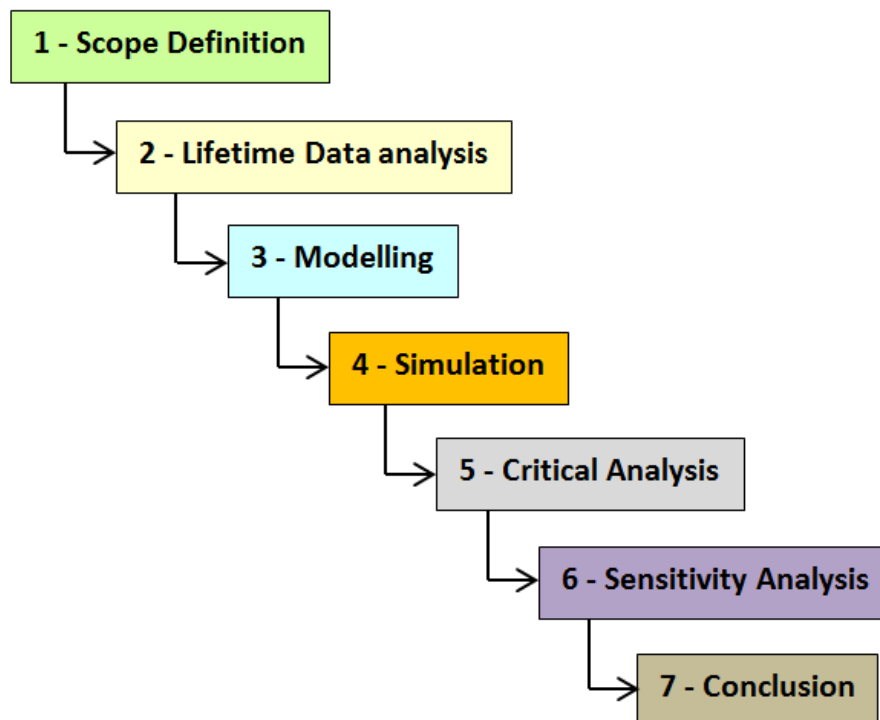 1 - Scope Definition
2 - Lifetime Data analysis
3 - Modelling
4 - Simulation
5 - Critical Analysis
6 - Sensitivity Analysis
7 - Conclusion